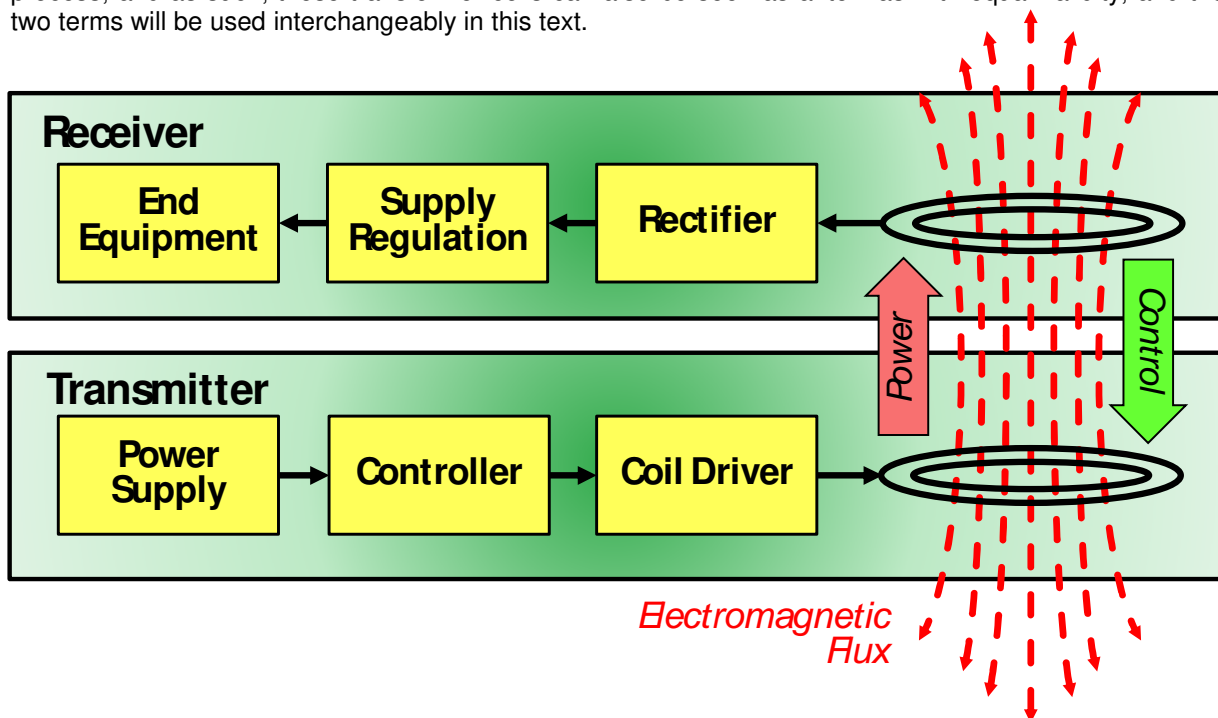 two terms will be used interchangeably in this text.
Receiver
End
Equipment
Supply
Regulation
Rectifier
Power
Control
Transmitter
Power
Supply
Controller
Coil Driver
Electromagnetic
Flux